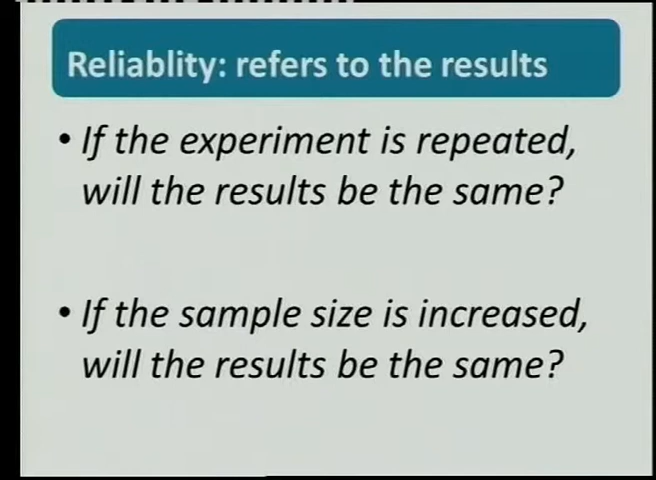 Reliablity: refers to the results
• If the experiment is repeated,
will the results be the same?
• If the sample size is increased,
will the results be the same?